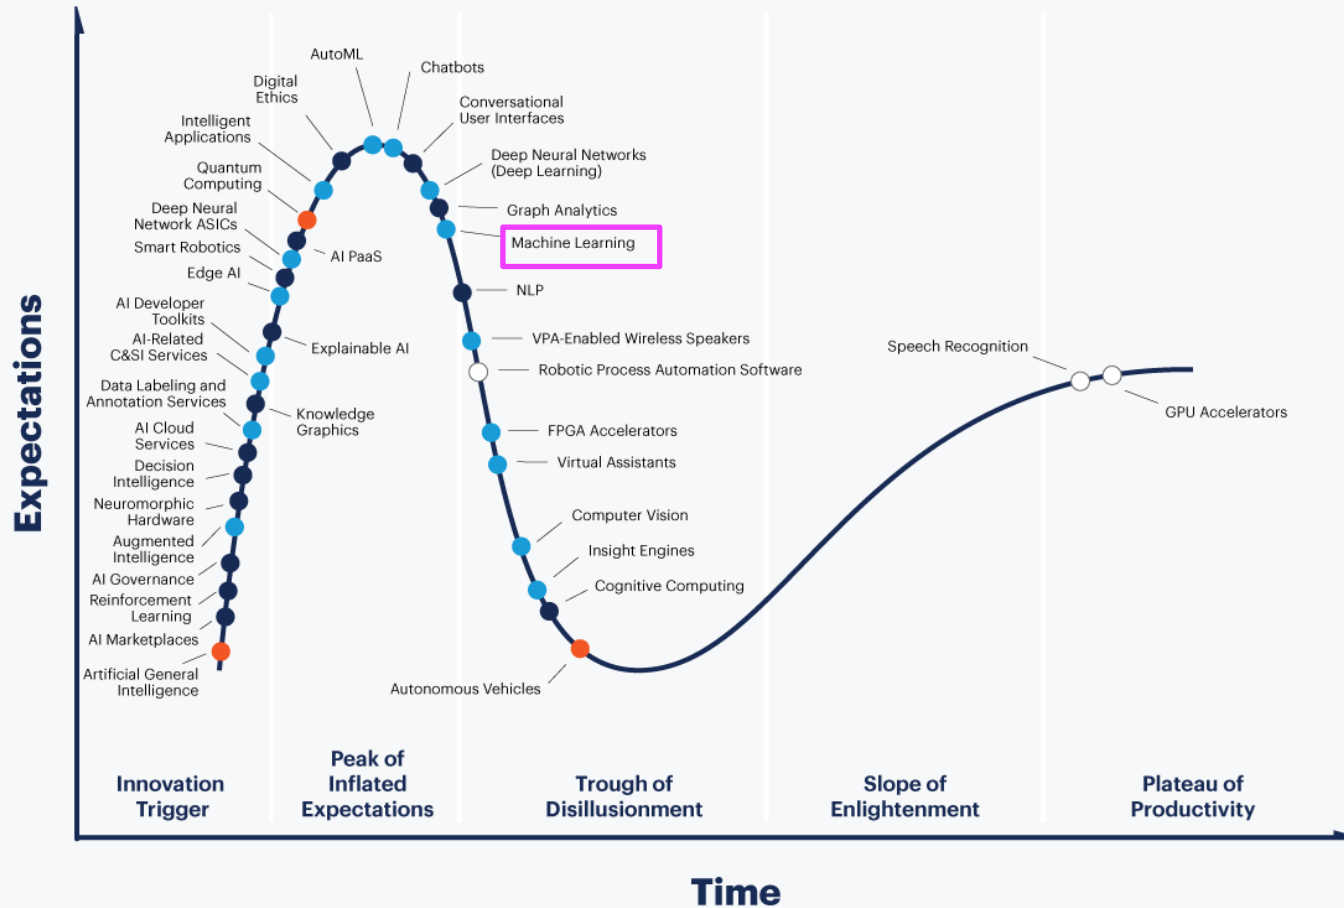 Expectations
AutoML
Chatbots
Digital
Ethics
Conversational
User Interfaces
Intelligent
Applications
Deep Neural Networks
(Deep Learning)
Quantum
Computing
Graph Analytics
Deep Neural
Network ASICs
Machine Learning
Smart Robotics
AI PaaS
Edge AI
NLP
AI Developer
Toolkits
VPA-Enabled Wireless Speakers
AI-Related
C&SI Services
Explainable AI
Speech Recognition
Robotic Process Automation Software
Data Labeling and
Annotation Services
Knowledge
Graphics
GPU Accelerators
AI Cloud
Services
FPGA Accelerators
Decision
Intelligence
Virtual Assistants
Neuromorphic
Hardware
Computer Vision
Augmented
Intelligence
Insight Engines
AI Governance
Cognitive Computing
Reinforcement
Learning
AI Marketplaces
Artificial General
Intelligence
Autonomous Vehicles
Innovation
Trigger
Peak of
Inflated
Expectations
Trough of
Disillusionment
Slope of
Enlightenment
Plateau of
Productivity
Time